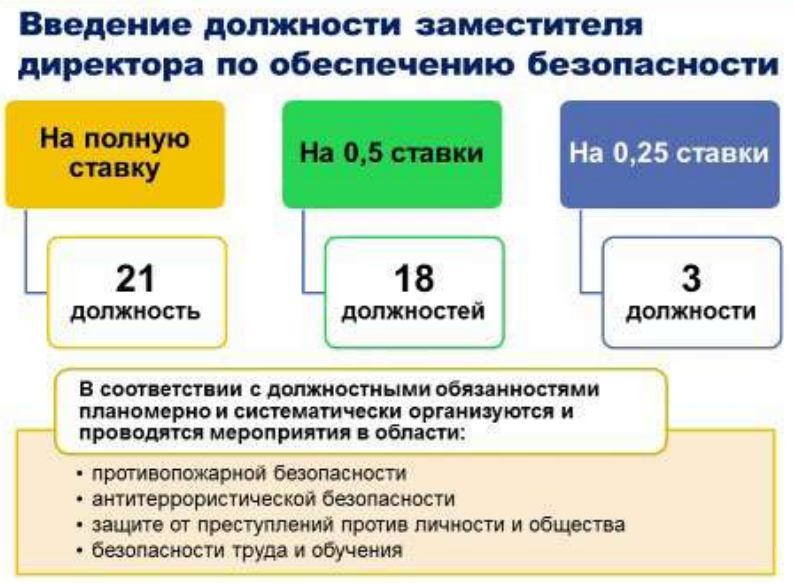 Введение должности заместителя
директора по обеспечению безопасности
На полную
ставку
На 0,5 ставки
На 0,25 ставки
21
должность
18
должностей
3
должности
В соответствии с должностными обязанностями
планомерно и систематически организуются и
проводятся мероприятия в области:
• противопожарной безопасности
• антитеррористической безопасности
• защите от преступлений против личности и общества
• безопасности труда и обучения